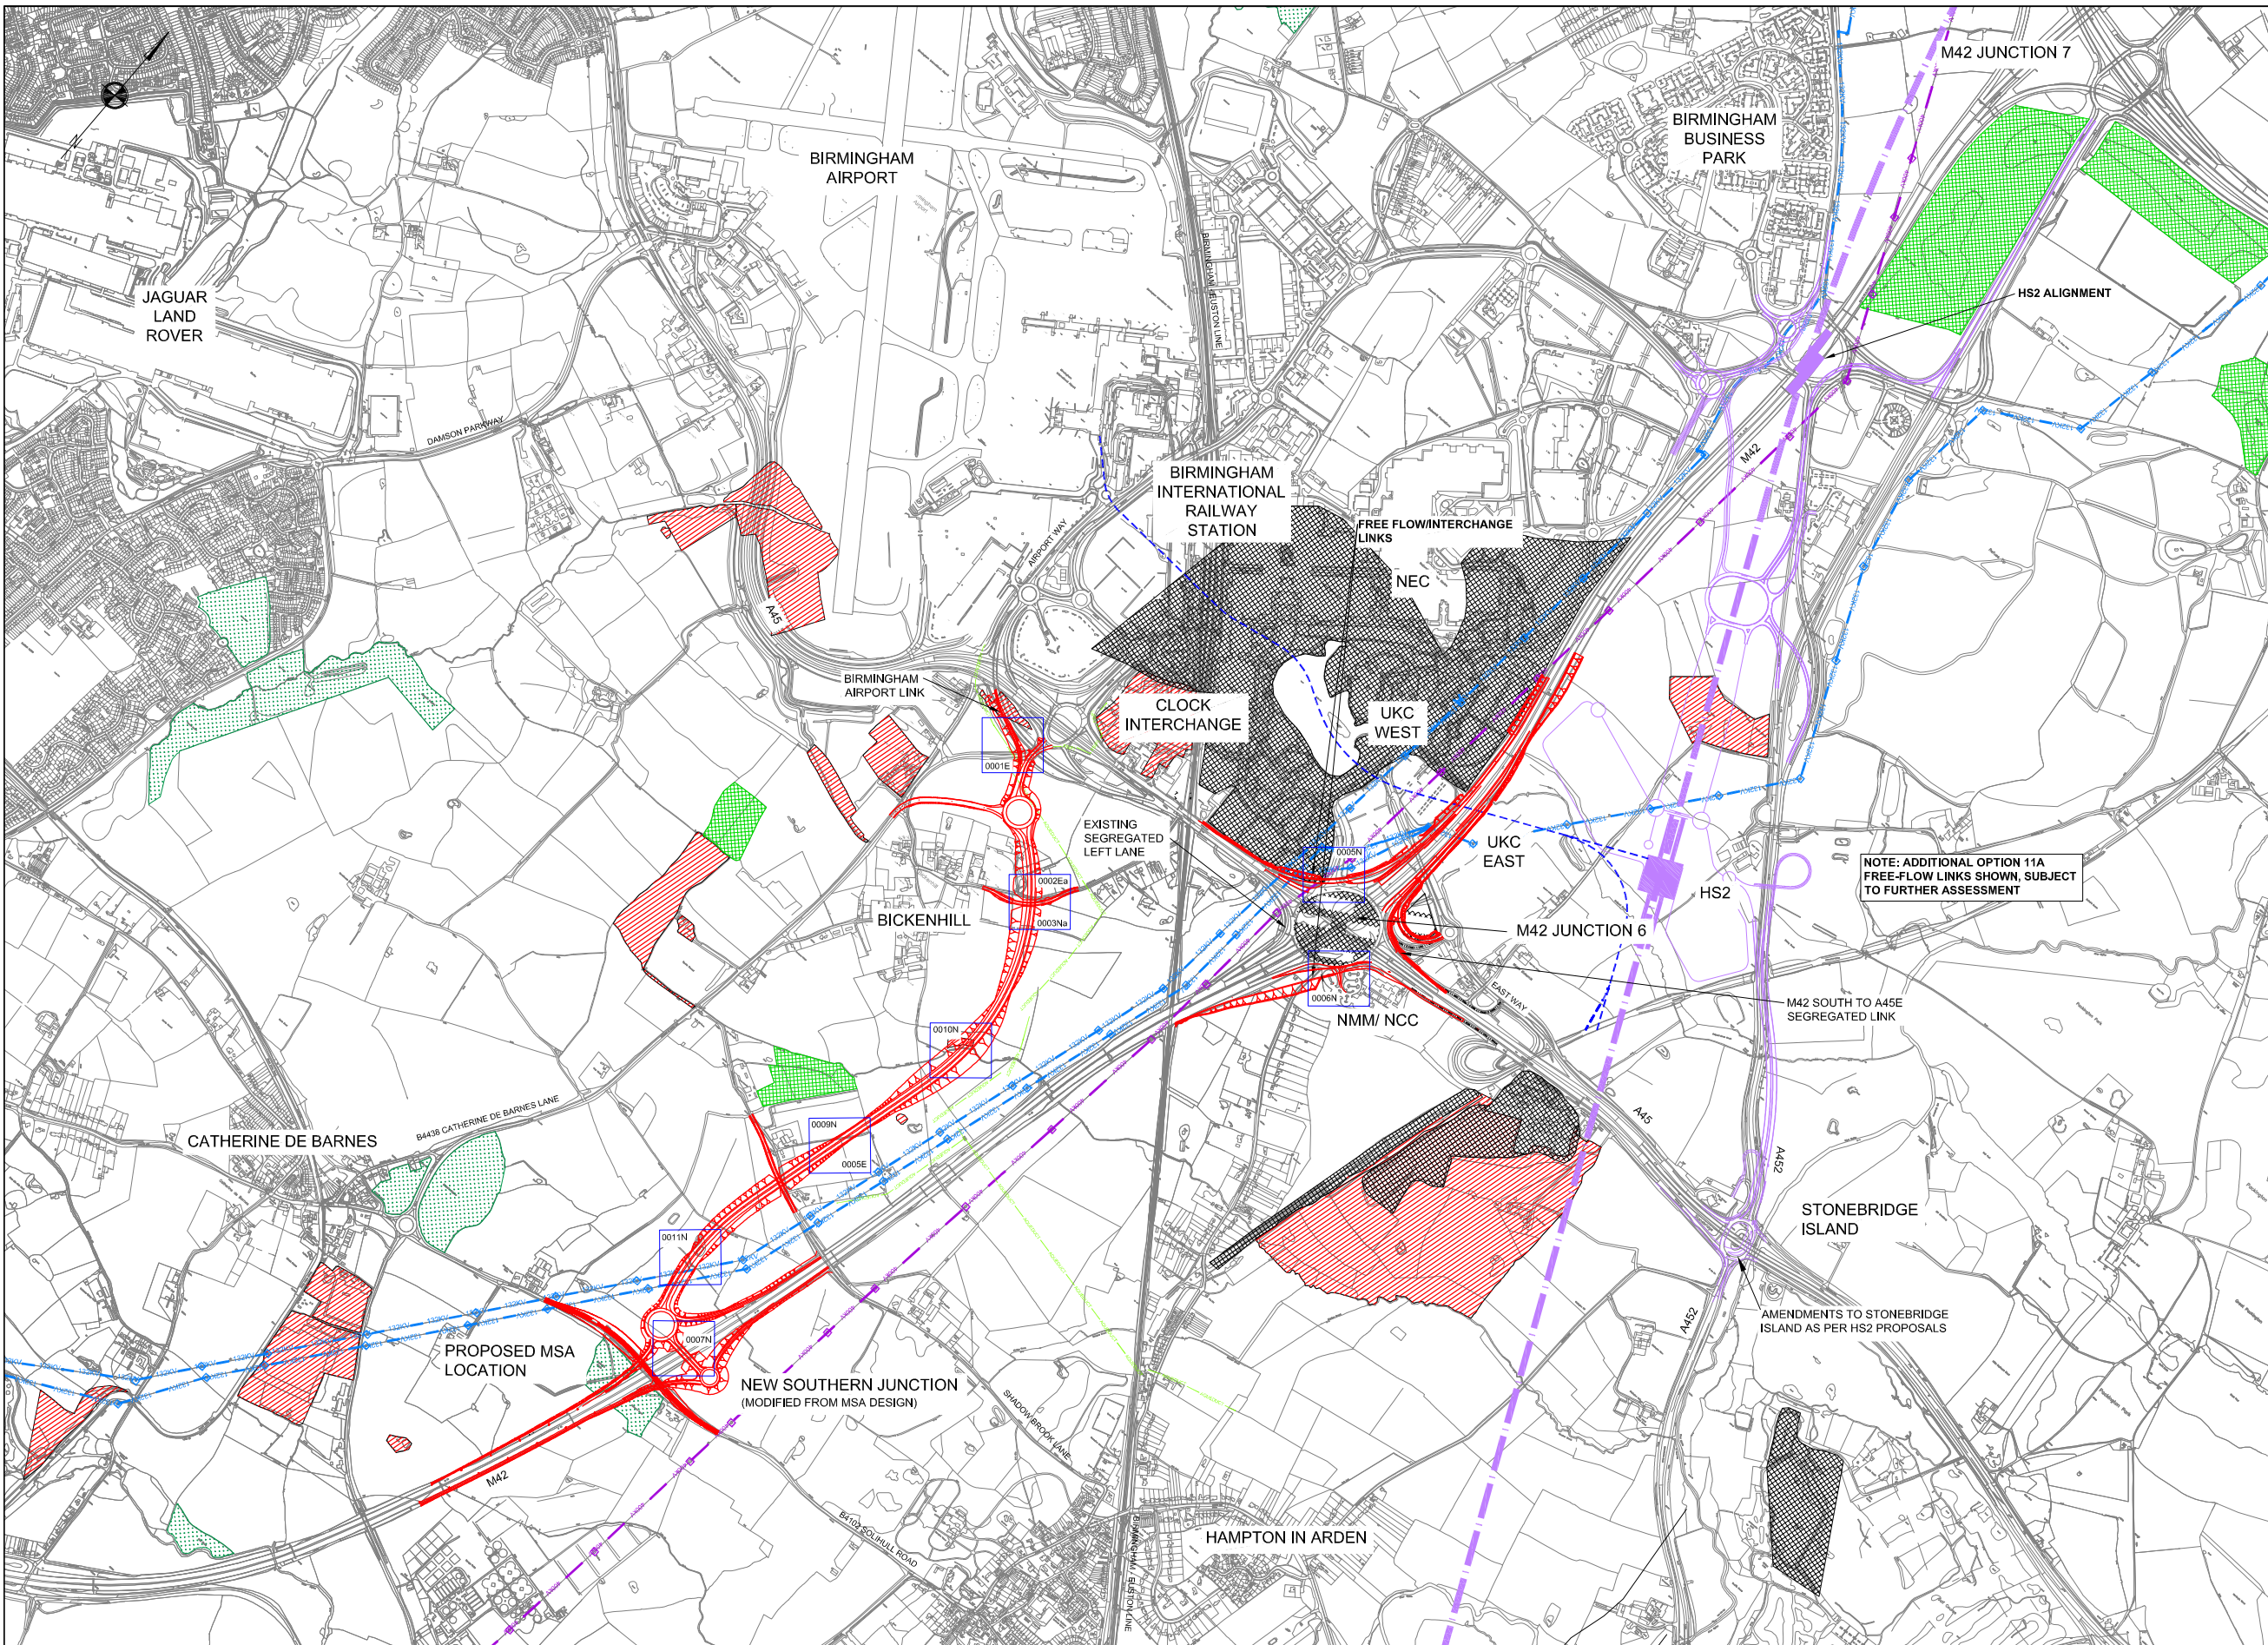 M42 JUNCTION 7
BIRMINGHAM
BUSINESS
PARK
BIRMINGHAM
AIRPORT
N
JAGUAR
LAND
ROVER
HS2 ALIGNMENT
DAMSON PARKWAY
M42
BIRMINGHAM
INTERNATIONAL
RAILWAY
STATION
FREE FLOW/INTERCHANGE
LINKS
AIRPORT WAY
NEC
A45
BIRMINGHAM
AIRPORT LINK
CLOCK
INTERCHANGE
UKC
WEST
0001E
EXISTING
SEGREGATED
LEFT LANE
UKC
EAST
0005N
NOTE: ADDITIONAL OPTION 11A
FREE-FLOW LINKS SHOWN, SUBJECT
TO FURTHER ASSESSMENT
HS2
0002Ea
0003Na
BICKENHILL
M42 JUNCTION 6
EAST WAY
0006N
NMM/ NCC
M42 SOUTH TO A45E
SEGREGATED LINK
0010N
A45
0009N
0005E
CATHERINE DE BARNES
B4438 CATHERINE DE BARNES LANE
A452
STONEBRIDGE
ISLAND
0011N
AMENDMENTS TO STONEBRIDGE
ISLAND AS PER HS2 PROPOSALS
A452
0007N
PROPOSED MSA
LOCATION
NEW SOUTHERN JUNCTION
(MODIFIED FROM MSA DESIGN)
SHADOW BROOK LANE
M42
B4102 SOLIHULL ROAD
HAMPTON IN ARDEN
132KV
400KV